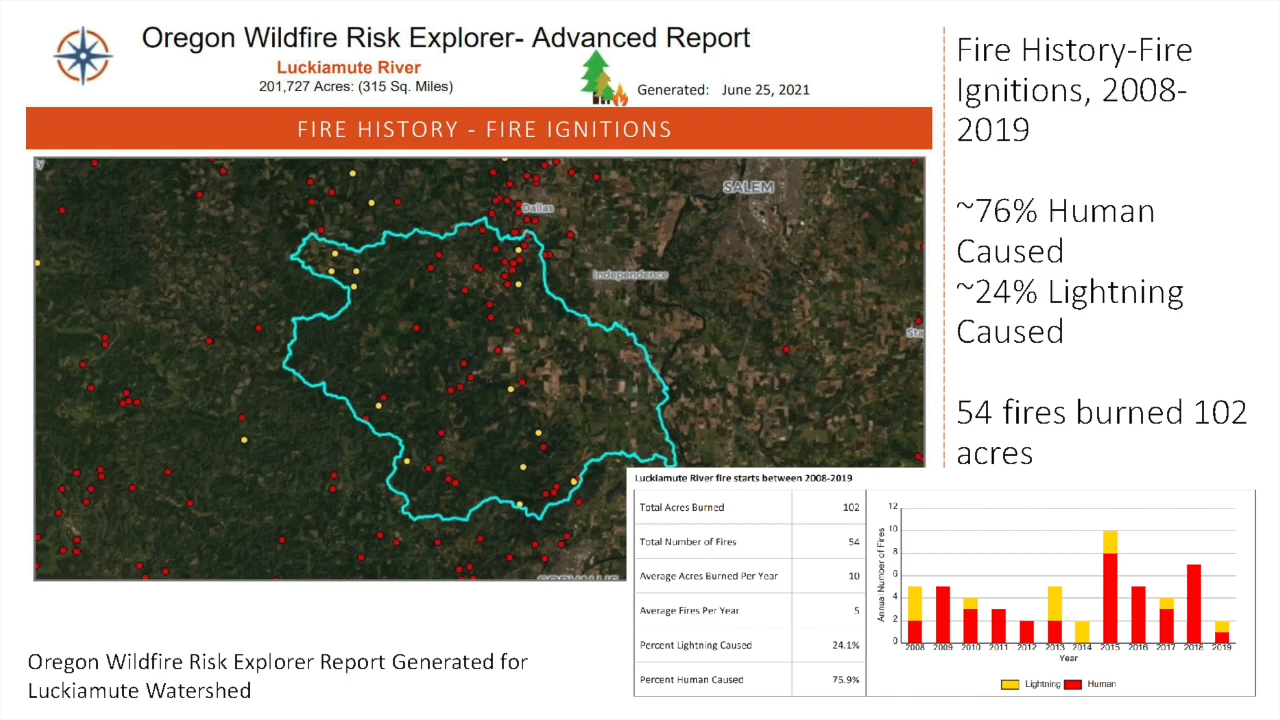 Oregon Wildfire Risk Explorer- Advanced Report
Luckiamute River
201,727 Acres: (315 Sq. Miles)
Generated: June 25, 2021
FIRE HISTORY - FIRE IGNITIONS
SALEM
Dallas
Independence
Sta
CORVALLIS
Fire History-Fire
Ignitions, 2008-
2019
~76% Human
Caused
~24% Lightning
Caused
54 fires burned 102
acres
Luckiamute River fire starts between 2008-2019
Total Acres Burned 102
Total Number of Fires 54
Average Acres Burned Per Year 10
Average Fires Per Year 5
Percent Lightning Caused 24.1%
Percent Human Caused 75.9%
Annual Number of Fires
12
10
8
6
4
2
0
2008 2009 2010 2011 2012 2013 2014 2015 2016 2017 2018 2019
Year
Lightning Human
Oregon Wildfire Risk Explorer Report Generated for
Luckiamute Watershed